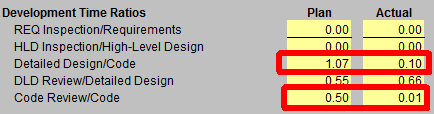 Development Time Ratios Plan Actual
REQ Inspection/Requirements 0.00 0.00
HLD Inspection/High-Level Design 0.00 0.00
Detailed Design/Code 1.07 0.10
DLD Review/Detailed Design 0.55 0.66
Code Review/Code 0.50 0.01